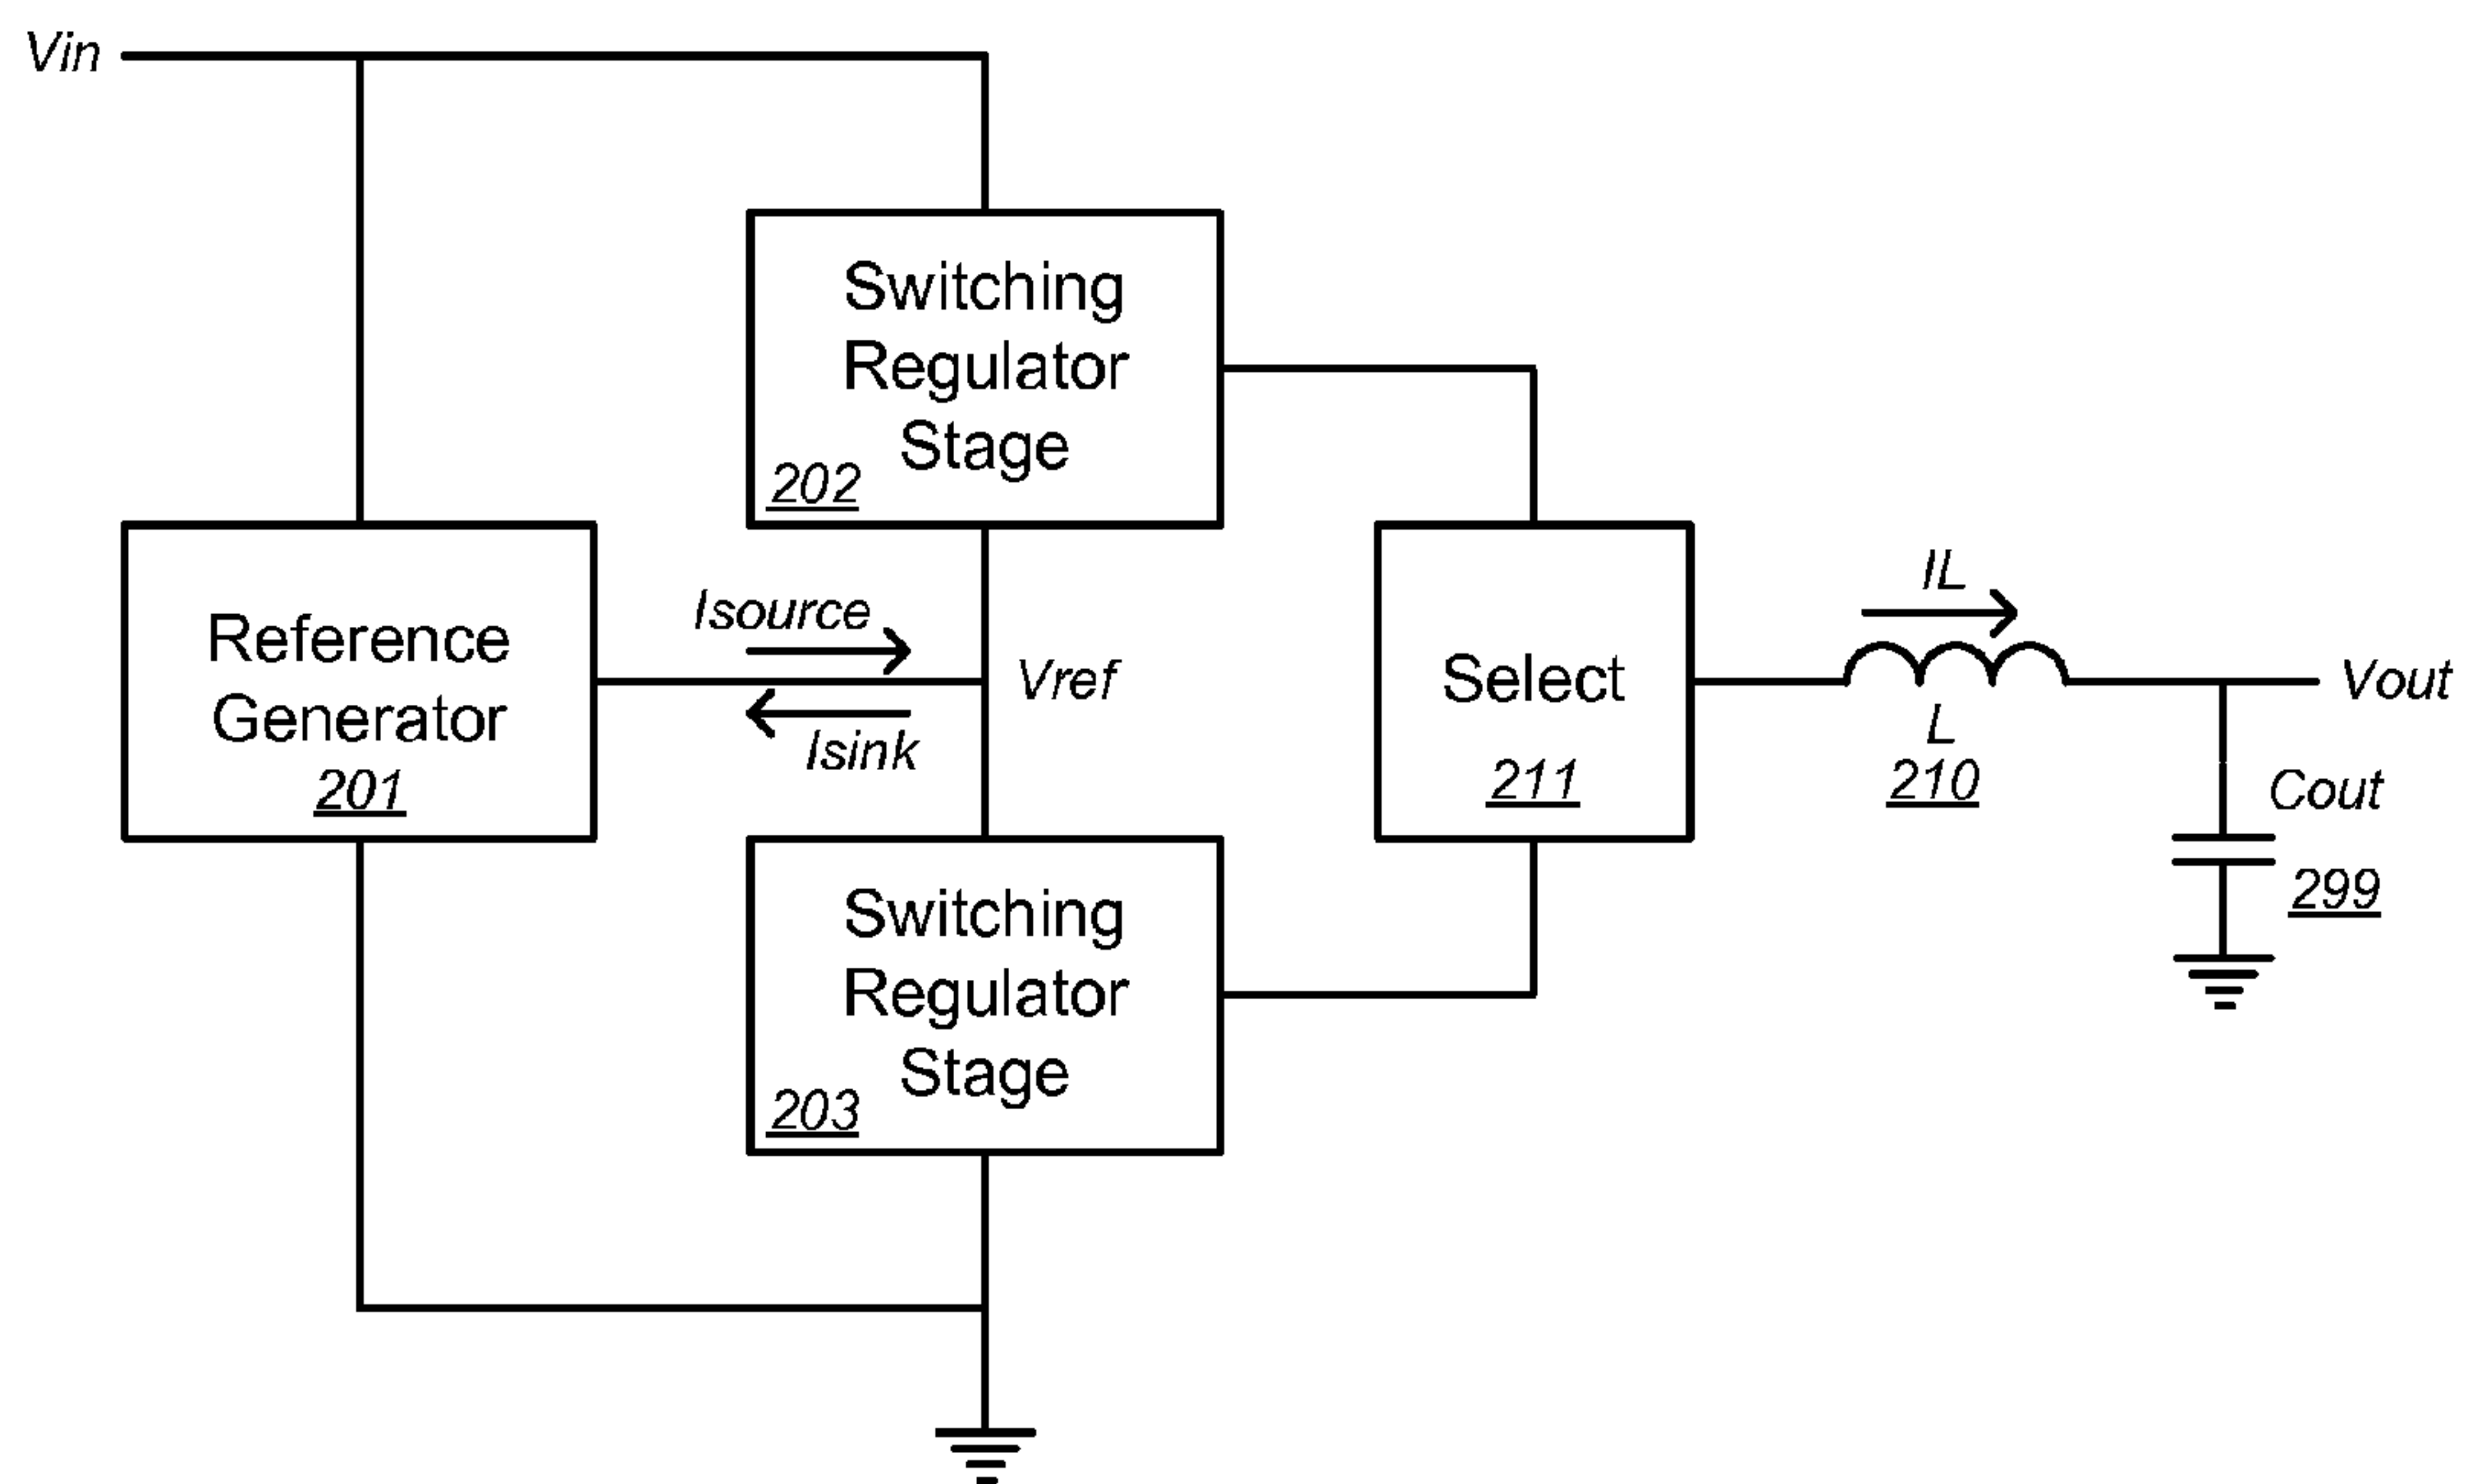 Vin
Switching
Regulator
Stage
202
Reference
Generator
201
Isource
Isink
Vref
Select
211
IL
L
210
Vout
Cout
299
Switching
Regulator
Stage
203